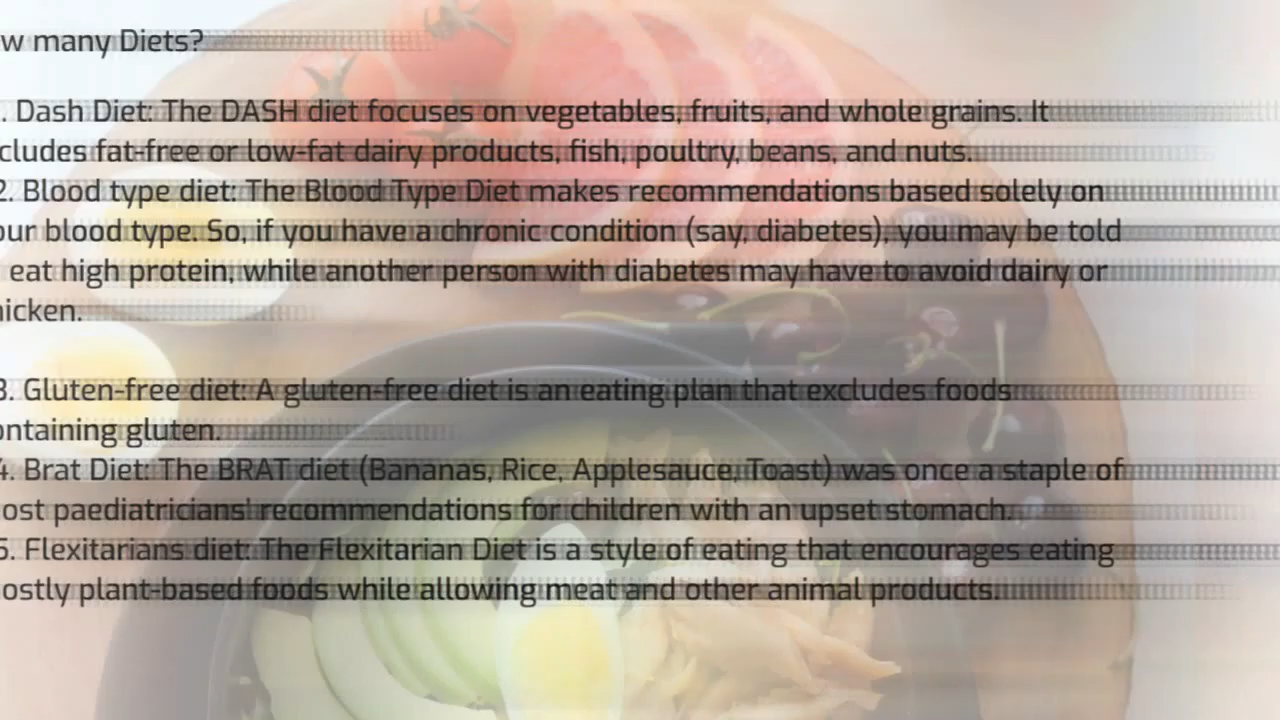 w many Diets?
. Dash Diet: The DASH diet focuses on vegetables, fruits, and whole grains. It
cludes fat-free or low-fat dairy products, fish, poultry, beans, and nuts.
2. Blood type diet: The Blood Type Diet makes recommendations based solely on
our blood type. So, if you have a chronic condition (say, diabetes), you may be told
eat high protein, while another person with diabetes may have to avoid dairy or
hicken.
3. Gluten-free diet: A gluten-free diet is an eating plan that excludes foods
ontaining gluten.
4. Brat Diet: The BRAT diet (Bananas, Rice, Applesauce, Toast) was once a staple of
ost paediatricians' recommendations for children with an upset stomach.
5. Flexitarians diet: The Flexitarian Diet is a style of eating that encourages eating
ostly plant-based foods while allowing meat and other animal products.